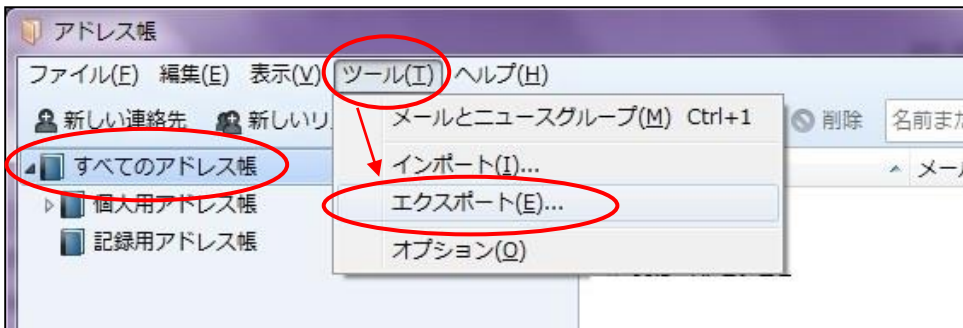 アドレス帳
ファイル(F) 編集(E) 表示(V) ツール(T) ヘルプ(H)
新しい連絡先 新しいリ 削除 名前また
メールとニュースグループ(M) Ctrl+1
すべてのアドレス帳 インポート(I)... メール
個人用アドレス帳 エクスポート(E)...
記録用アドレス帳 オプション(O)